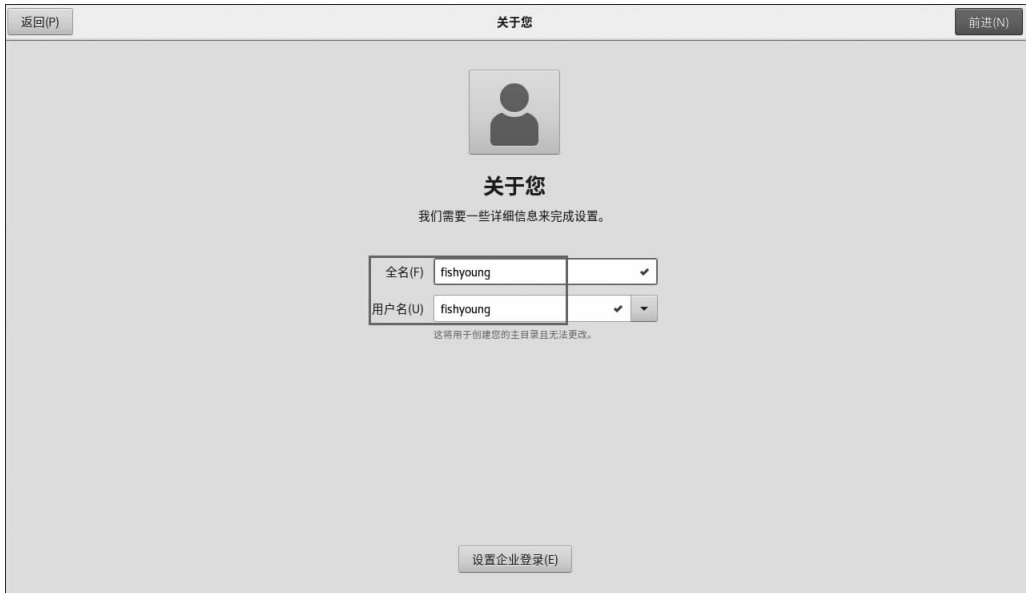 返回(P) 关于您 前进(N)
关于您
我们需要一些详细信息来完成设置。
全名(F) fishyoung
用户名(U) fishyoung
这将用于创建您的主目录且无法更改。
设置企业登录(E)